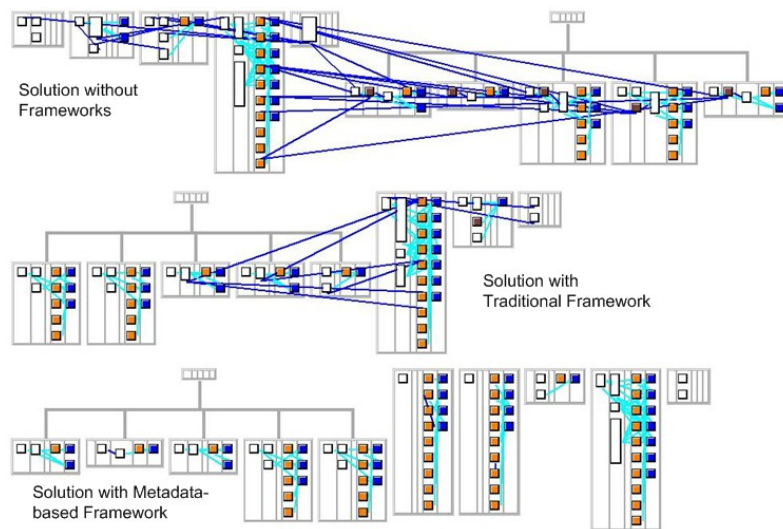 Solution without
Frameworks
Solution with
Traditional Framework
Solution with Metadata-
based Framework